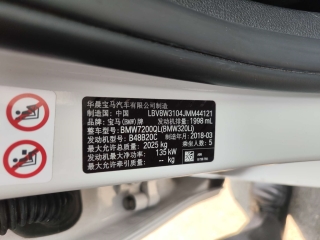 华晨宝马汽车有限公司制造
制造国: 中国 LBV8W3104JMM44121
品牌: 宝马(BMW)牌 发动机排量: 1998 mL
整车型号: BMW7200QL(BMW320Li)
发动机型号: B48B20C 制造年月: 2018-03
最大允许总质量: 2025 kg 乘坐人数: 5
发动机最大净功率: 135 kW
最大允许牵引质量: -- kg